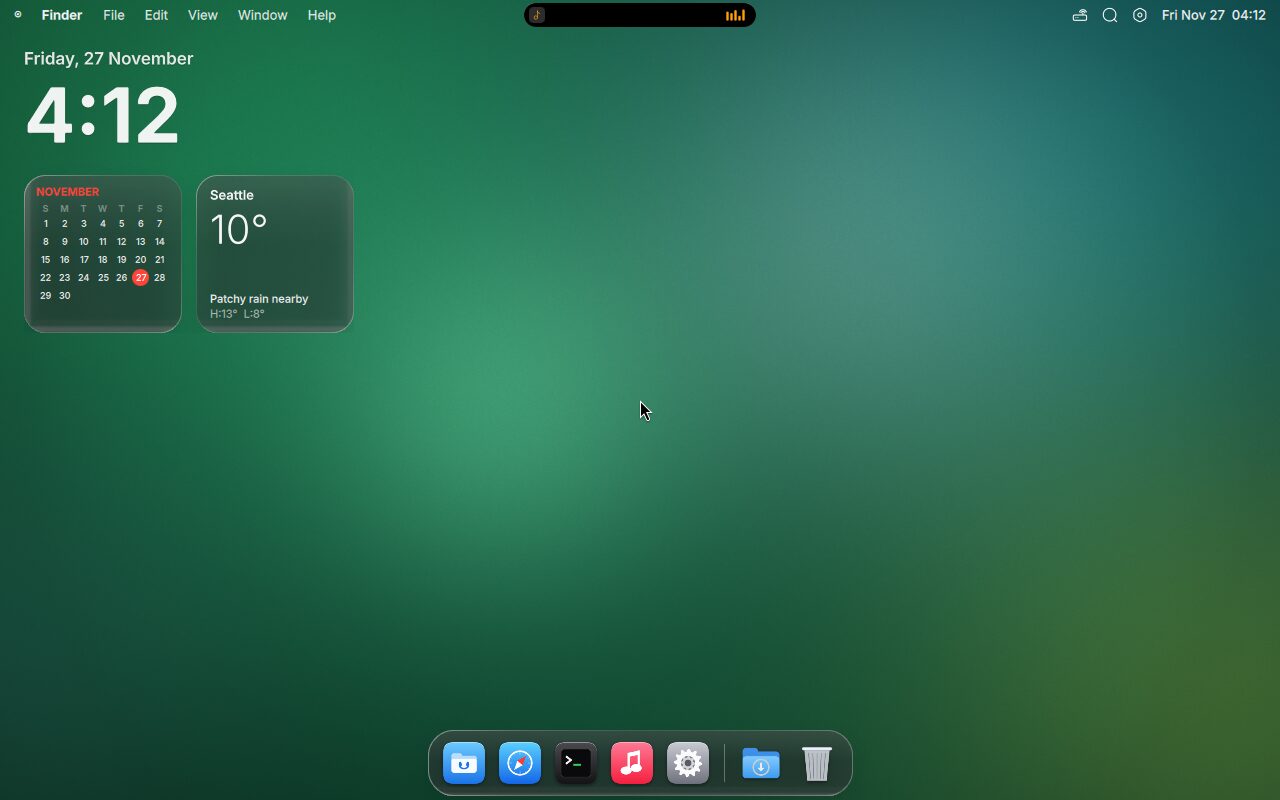 Finder File Edit View Window Help
Fri Nov 27 04:12
Friday, 27 November
4:12
NOVEMBER
S M T W T F S
1 2 3 4 5 6 7
8 9 10 11 12 13 14
15 16 17 18 19 20 21
22 23 24 25 26 27 28
29 30
Seattle
10°
Patchy rain nearby
H:13° L:8°